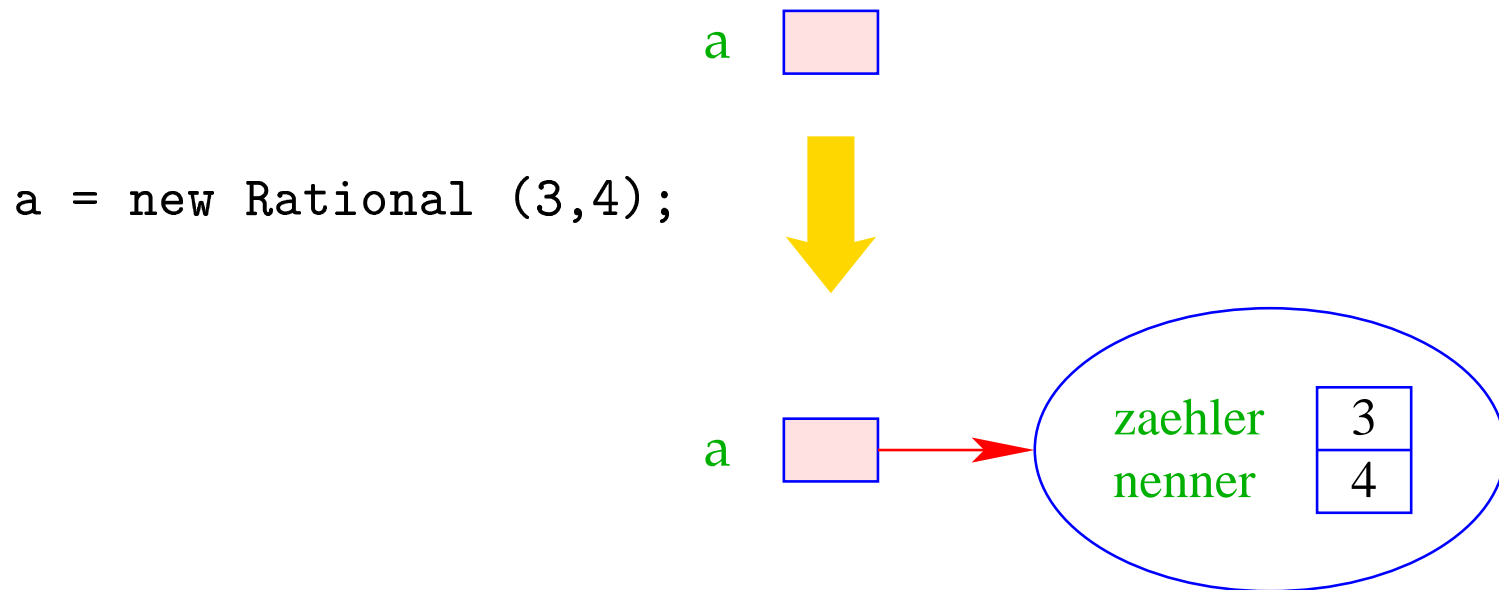 a
a = new Rational (3,4);
a
zaehler 3
nenner 4